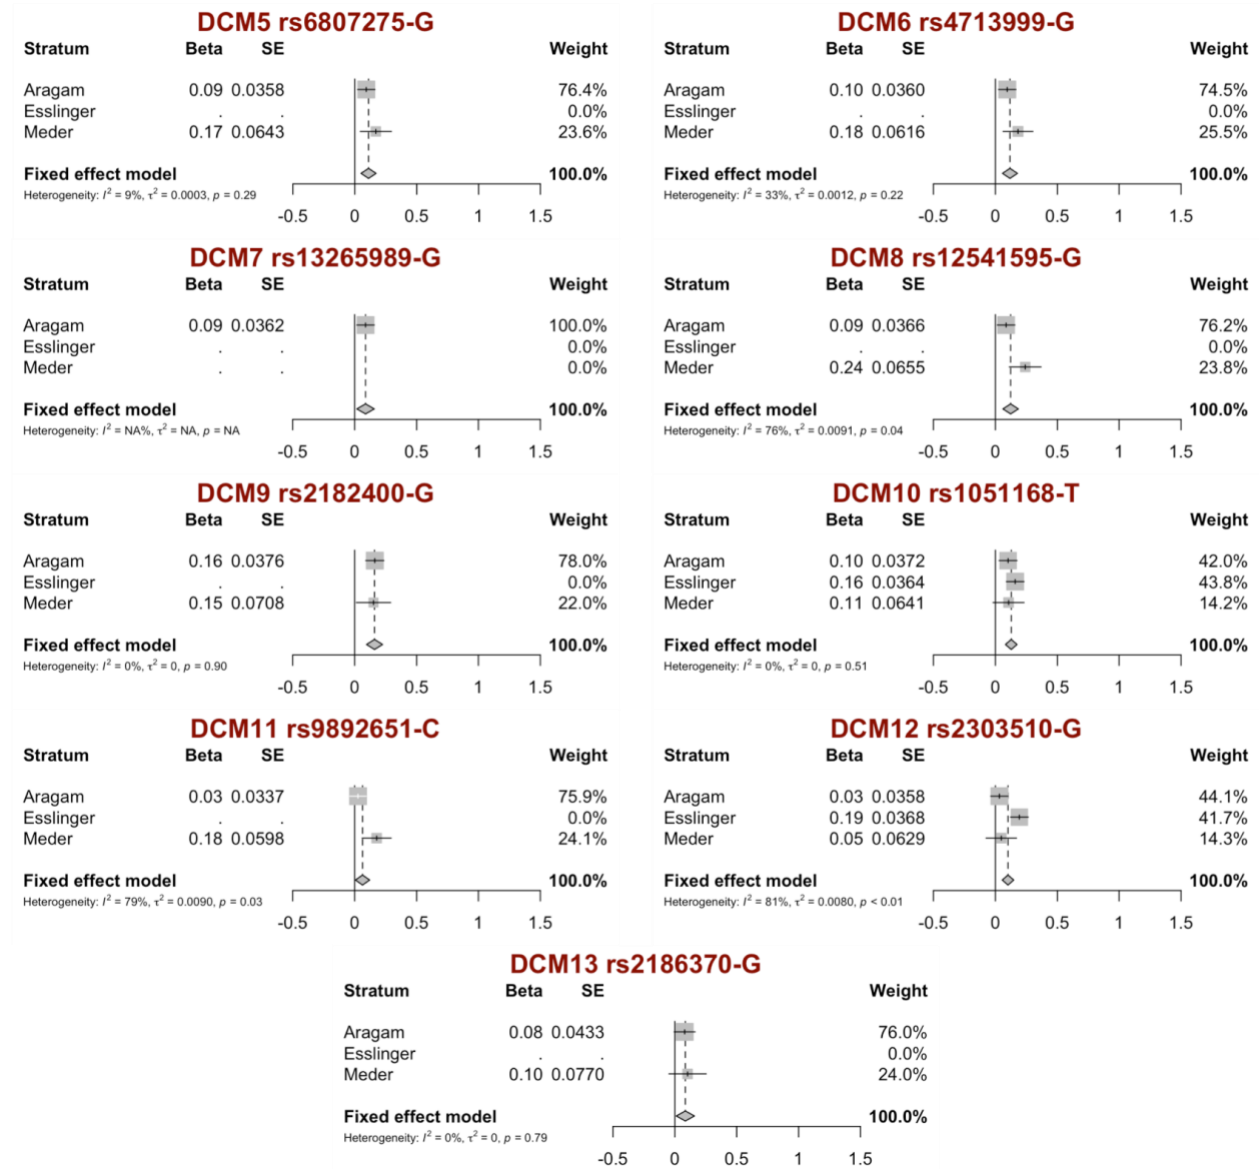 DCM5 rs6807275-G
Stratum Beta SE Weight
Aragam 0.09 0.0358 76.4%
Esslinger . . 0.0%
Meder 0.17 0.0643 23.6%
Fixed effect model 100.0%
Heterogeneity: I² = 9%, τ² = 0.0003, p = 0.29
-0.5 0 0.5 1 1.5
DCM6 rs4713999-G
Stratum Beta SE Weight
Aragam 0.10 0.0360 74.5%
Esslinger . . 0.0%
Meder 0.18 0.0616 25.5%
Fixed effect model 100.0%
Heterogeneity: I² = 33%, τ² = 0.0012, p = 0.22
-0.5 0 0.5 1 1.5
DCM7 rs13265989-G
Stratum Beta SE Weight
Aragam 0.09 0.0362 100.0%
Esslinger . . 0.0%
Meder . . 0.0%
Fixed effect model 100.0%
Heterogeneity: I² = NA%, τ² = NA, p = NA
-0.5 0 0.5 1 1.5
DCM8 rs12541595-G
Stratum Beta SE Weight
Aragam 0.09 0.0366 76.2%
Esslinger . . 0.0%
Meder 0.24 0.0655 23.8%
Fixed effect model 100.0%
Heterogeneity: I² = 76%, τ² = 0.0091, p = 0.04
-0.5 0 0.5 1 1.5
DCM9 rs2182400-G
Stratum Beta SE Weight
Aragam 0.16 0.0376 78.0%
Esslinger . . 0.0%
Meder 0.15 0.0708 22.0%
Fixed effect model 100.0%
Heterogeneity: I² = 0%, τ² = 0, p = 0.90
-0.5 0 0.5 1 1.5
DCM10 rs1051168-T
Stratum Beta SE Weight
Aragam 0.10 0.0372 42.0%
Esslinger 0.16 0.0364 43.8%
Meder 0.11 0.0641 14.2%
Fixed effect model 100.0%
Heterogeneity: I² = 0%, τ² = 0, p = 0.51
-0.5 0 0.5 1 1.5
DCM11 rs9892651-C
Stratum Beta SE Weight
Aragam 0.03 0.0337 75.9%
Esslinger . . 0.0%
Meder 0.18 0.0598 24.1%
Fixed effect model 100.0%
Heterogeneity: I² = 79%, τ² = 0.0090, p = 0.03
-0.5 0 0.5 1 1.5
DCM12 rs2303510-G
Stratum Beta SE Weight
Aragam 0.03 0.0358 44.1%
Esslinger 0.19 0.0368 41.7%
Meder 0.05 0.0629 14.3%
Fixed effect model 100.0%
Heterogeneity: I² = 81%, τ² = 0.0080, p < 0.01
-0.5 0 0.5 1 1.5
DCM13 rs2186370-G
Stratum Beta SE Weight
Aragam 0.08 0.0433 76.0%
Esslinger . . 0.0%
Meder 0.10 0.0770 24.0%
Fixed effect model 100.0%
Heterogeneity: I² = 0%, τ² = 0, p = 0.79
-0.5 0 0.5 1 1.5